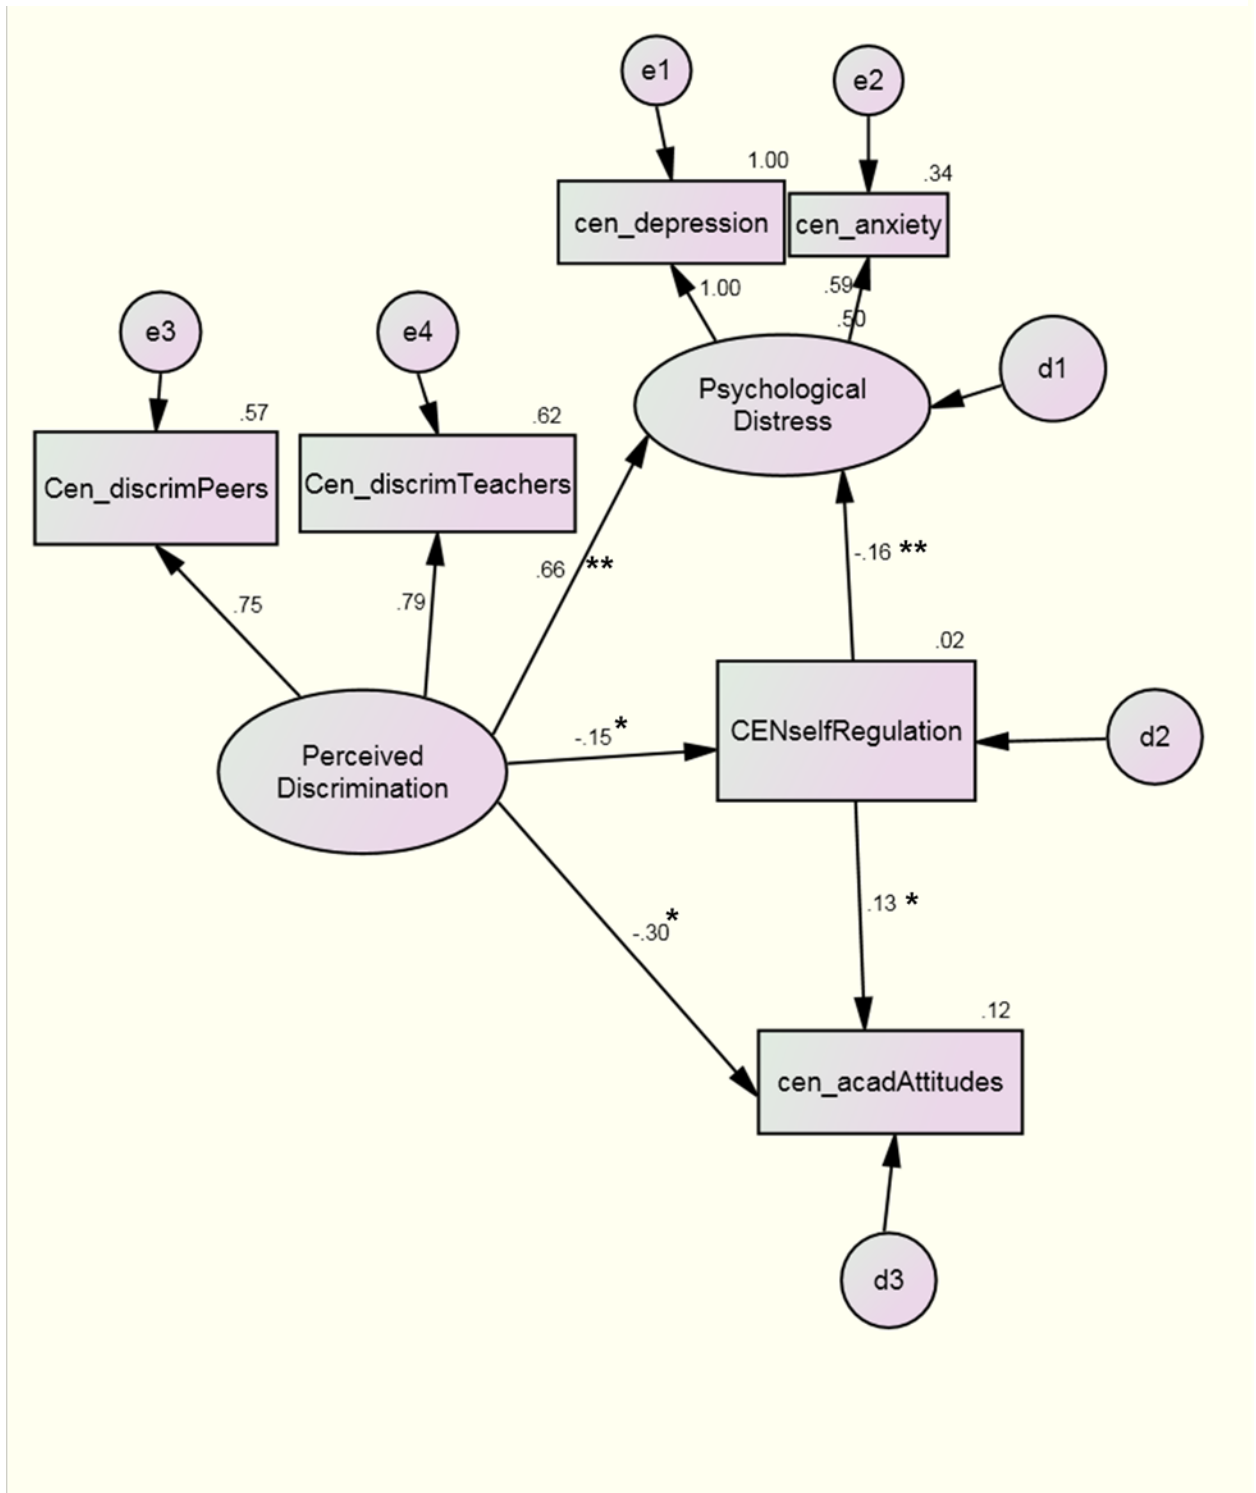 e1
e2
1.00
.34
cen_depression
cen_anxiety
1.00
.59
.50
e3
e4
d1
Psychological
Distress
.57
.62
Cen_discrimPeers
Cen_discrimTeachers
.66 **
-.16 **
.75
.79
.02
CENselfRegulation
d2
-.15*
Perceived
Discrimination
.13 *
-.30*
.12
cen_acadAttitudes
d3